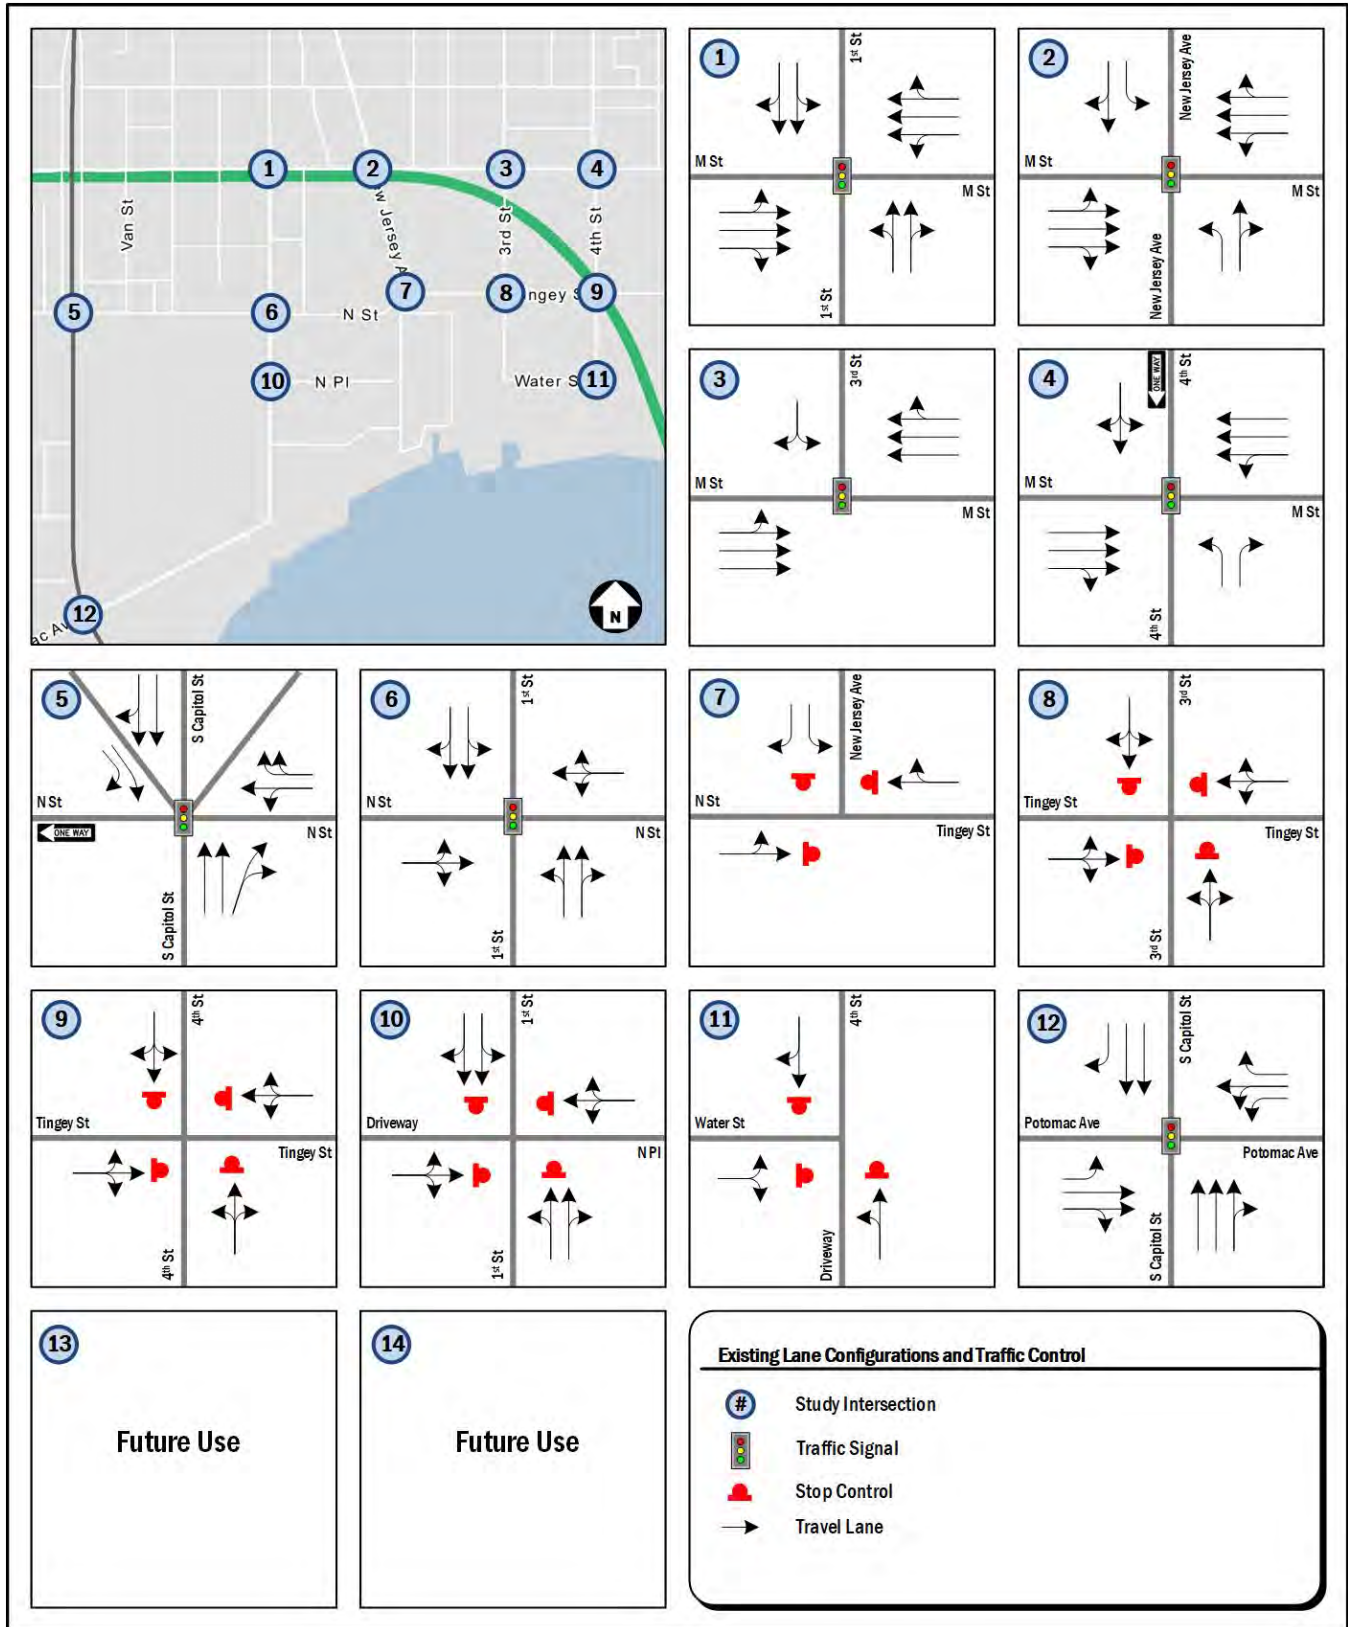 1
2
3
4
5
6
7
8
9
10
11
12
Van St
w Jersey A
3rd St
4th St
ngey S
N St
N Pl
Water S
ac Av
N
1
1st St
M St
M St
1st St
2
New Jersey Ave
M St
M St
New Jersey Ave
3
3rd St
M St
M St
4
ONE WAY
4th St
M St
M St
4th St
5
S Capitol St
N St
ONE WAY
N St
S Capitol St
6
1st St
N St
N St
1st St
7
New Jersey Ave
N St
Tingey St
8
3rd St
Tingey St
Tingey St
3rd St
9
4th St
Tingey St
Tingey St
4th St
10
1st St
Driveway
N Pl
1st St
11
4th St
Water St
Driveway
12
S Capitol St
Potomac Ave
Potomac Ave
S Capitol St
13
Future Use
14
Future Use
Existing Lane Configurations and Traffic Control
# Study Intersection
Traffic Signal
Stop Control
Travel Lane